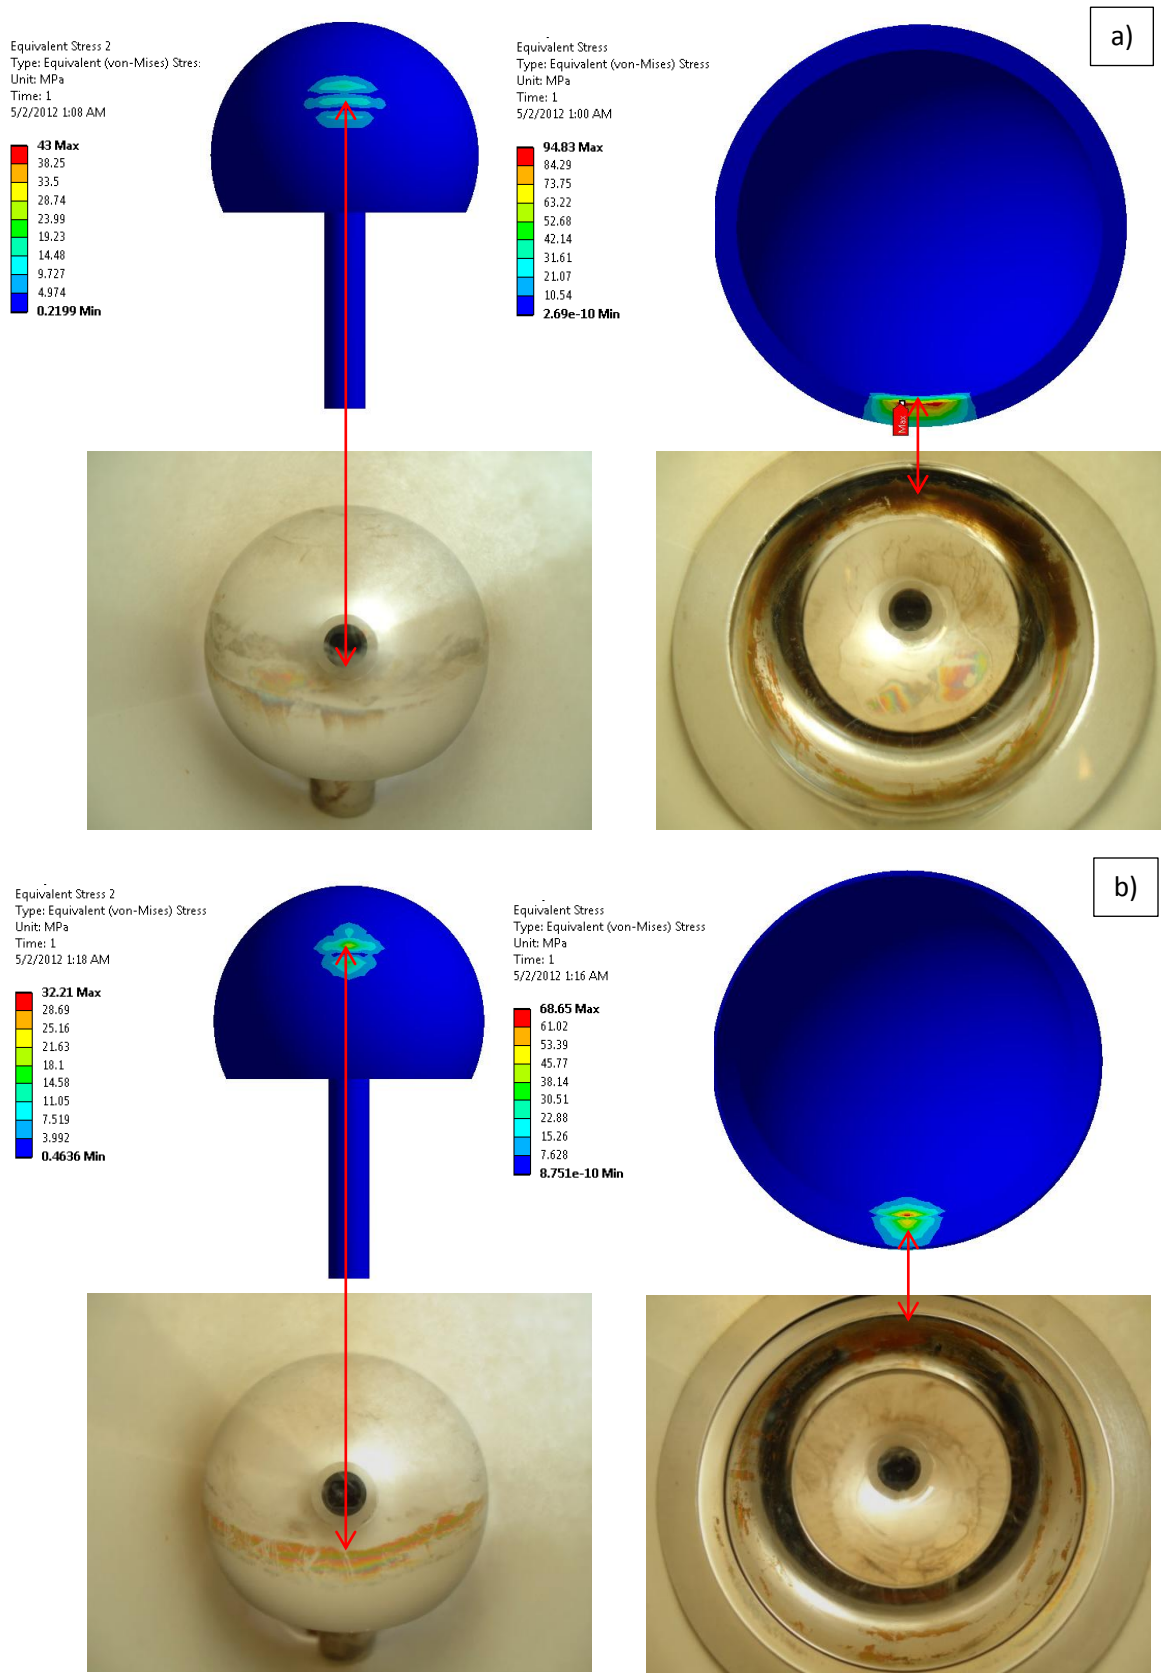 a)
Equivalent Stress 2
Type: Equivalent (von-Mises) Stres:
Unit: MPa
Time: 1
5/2/2012 1:08 AM
43 Max
38.25
33.5
28.74
23.99
19.23
14.48
9.727
4.974
0.2199 Min
Equivalent Stress
Type: Equivalent (von-Mises) Stress
Unit: MPa
Time: 1
5/2/2012 1:00 AM
94.83 Max
84.29
73.75
63.22
52.68
42.14
31.61
21.07
10.54
2.69e-10 Min
Max
b)
Equivalent Stress 2
Type: Equivalent (von-Mises) Stress
Unit: MPa
Time: 1
5/2/2012 1:18 AM
32.21 Max
28.69
25.16
21.63
18.1
14.58
11.05
7.519
3.992
0.4636 Min
Equivalent Stress
Type: Equivalent (von-Mises) Stress
Unit: MPa
Time: 1
5/2/2012 1:16 AM
68.65 Max
61.02
53.39
45.77
38.14
30.51
22.88
15.26
7.628
8.751e-10 Min